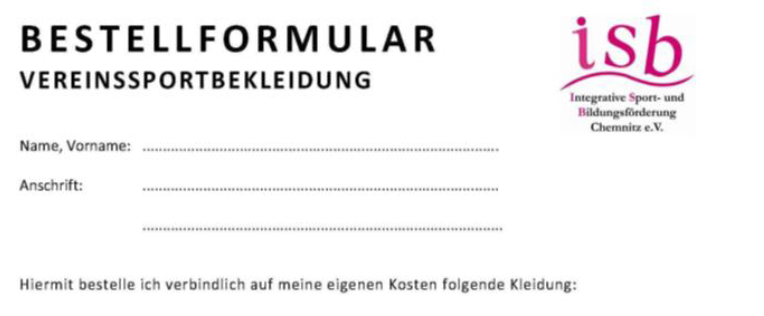 BESTELLFORMULAR
VEREINSSPORTBEKLEIDUNG
isb
Integrative Sport- und
Bildungsförderung
Chemnitz e.V.
Name, Vorname: ................................................................................
Anschrift: ................................................................................
................................................................................
Hiermit bestelle ich verbindlich auf meine eigenen Kosten folgende Kleidung: